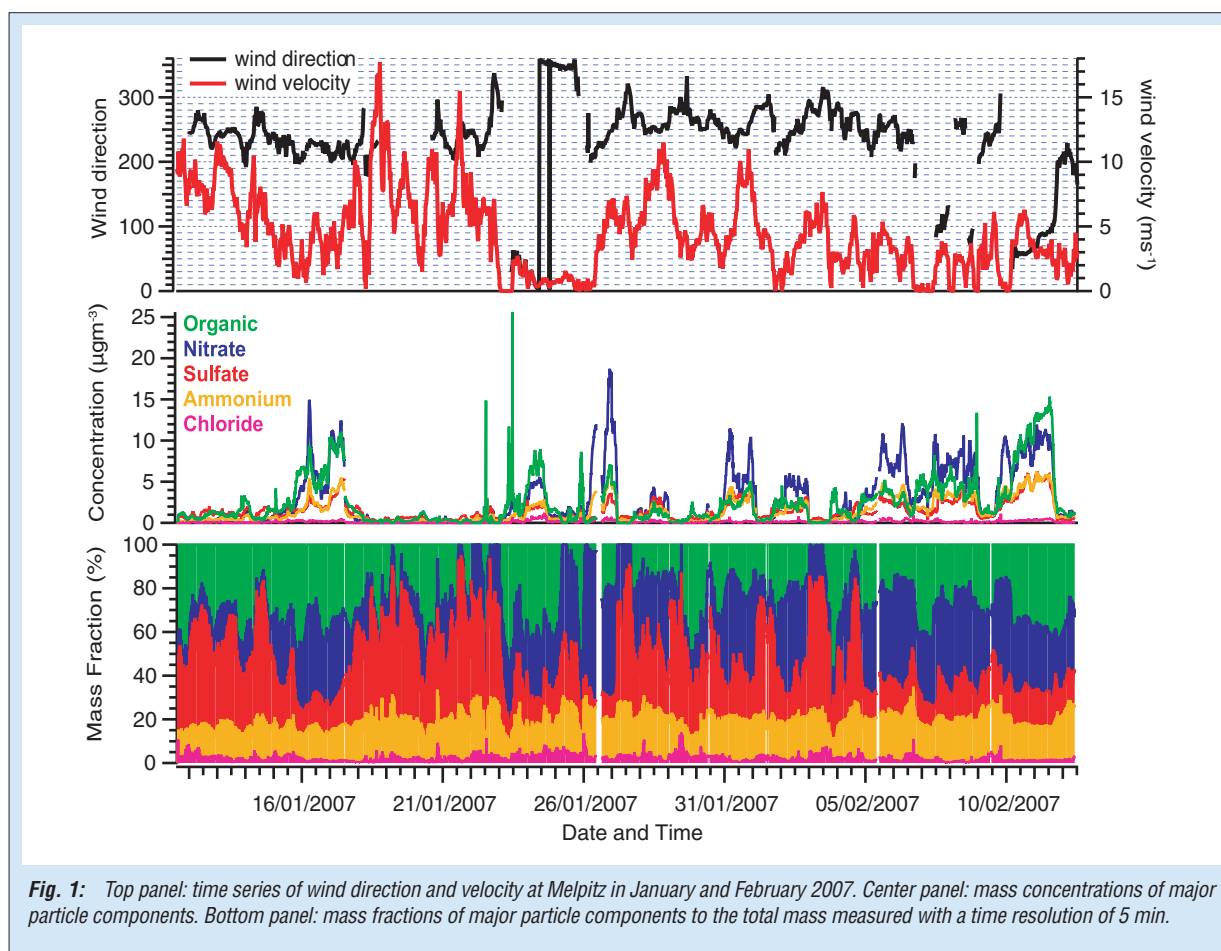 wind direction
wind velocity
Wind direction
300
200
100
0
15
10
5
0
wind velocity (ms⁻¹)
Concentration (µgm⁻³)
25
20
15
10
5
0
Organic
Nitrate
Sulfate
Ammonium
Chloride
Mass Fraction (%)
100
80
60
40
20
0
16/01/2007 21/01/2007 26/01/2007 31/01/2007 05/02/2007 10/02/2007
Date and Time
Fig. 1: Top panel: time series of wind direction and velocity at Melpitz in January and February 2007. Center panel: mass concentrations of major
particle components. Bottom panel: mass fractions of major particle components to the total mass measured with a time resolution of 5 min.